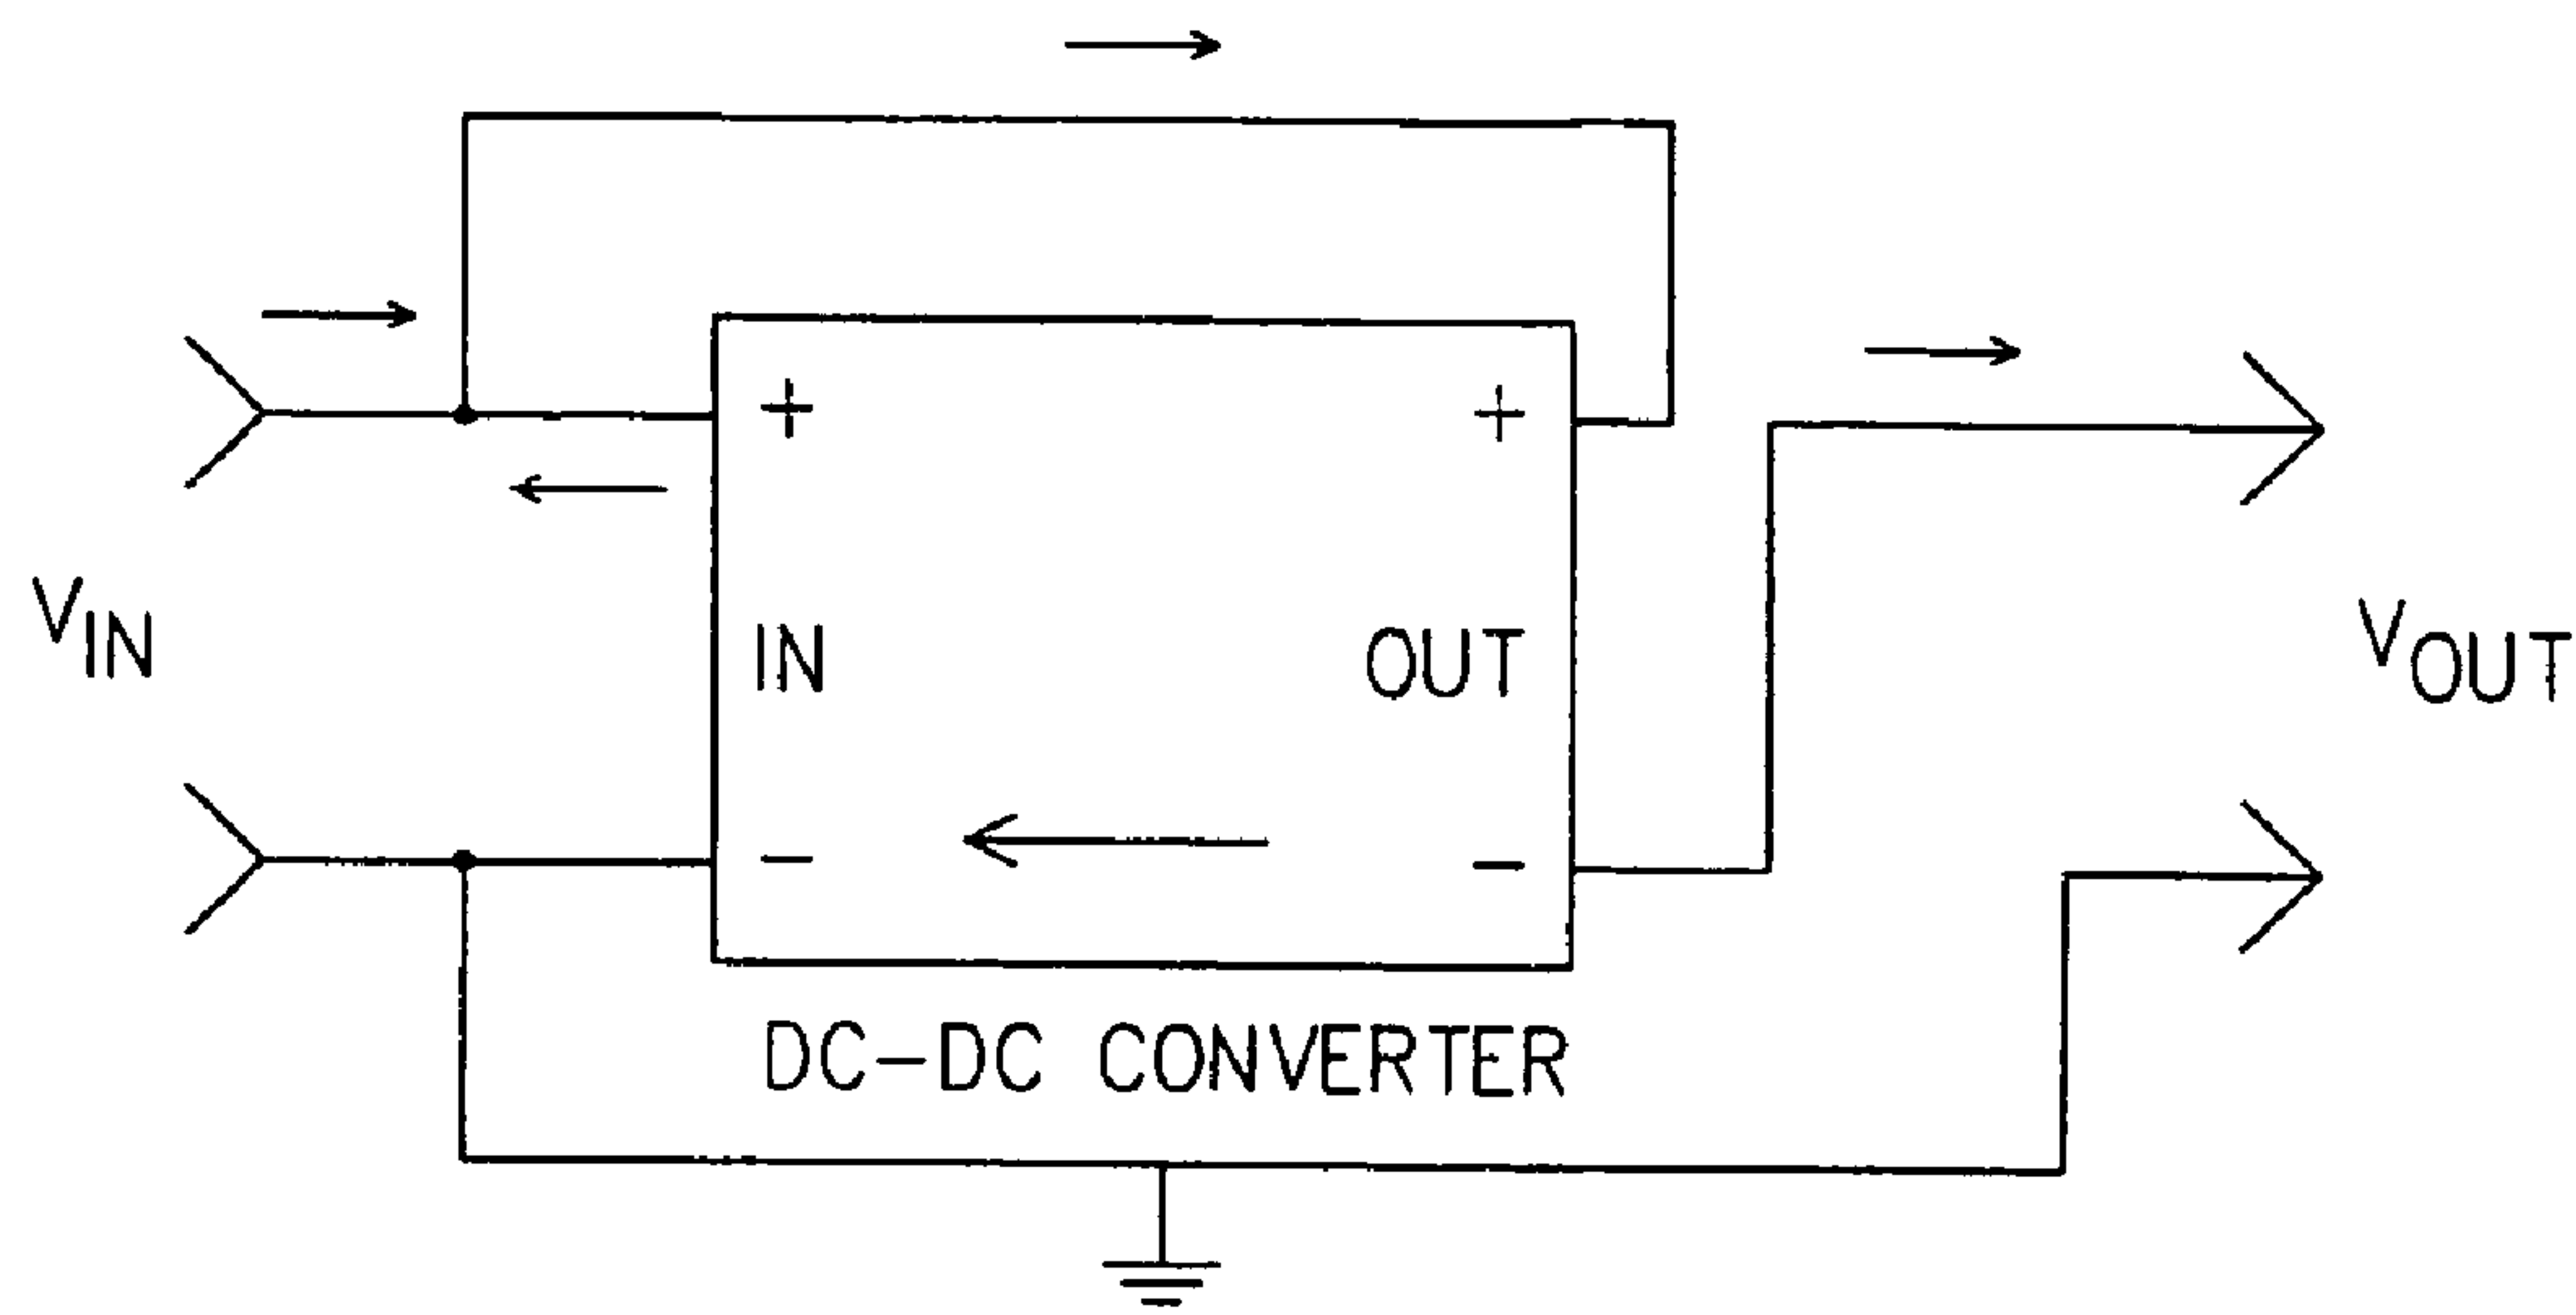 + +
V_IN IN OUT V_OUT
− −
DC-DC CONVERTER